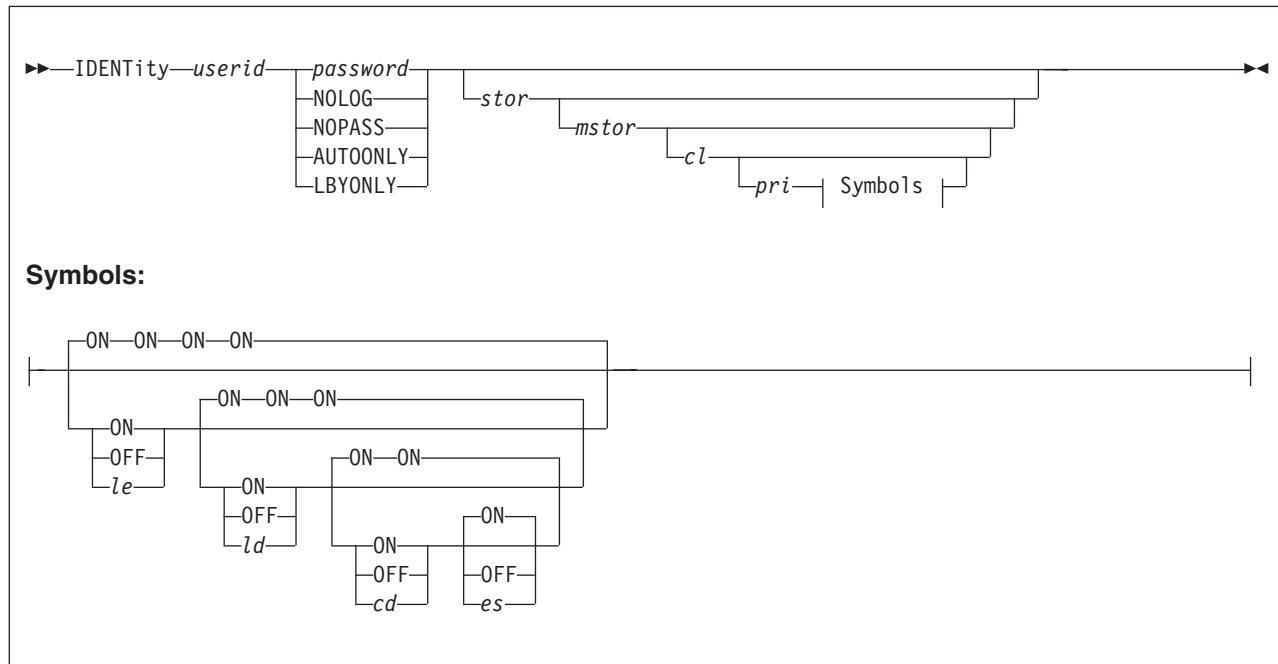 IDENTity userid password
NOLOG stor
NOPASS mstor
AUTOONLY cl
LBYONLY pri Symbols
Symbols:
ON ON ON ON
ON ON ON
ON
OFF ON ON
le
ON
OFF ON
ld
ON
OFF OFF
cd es